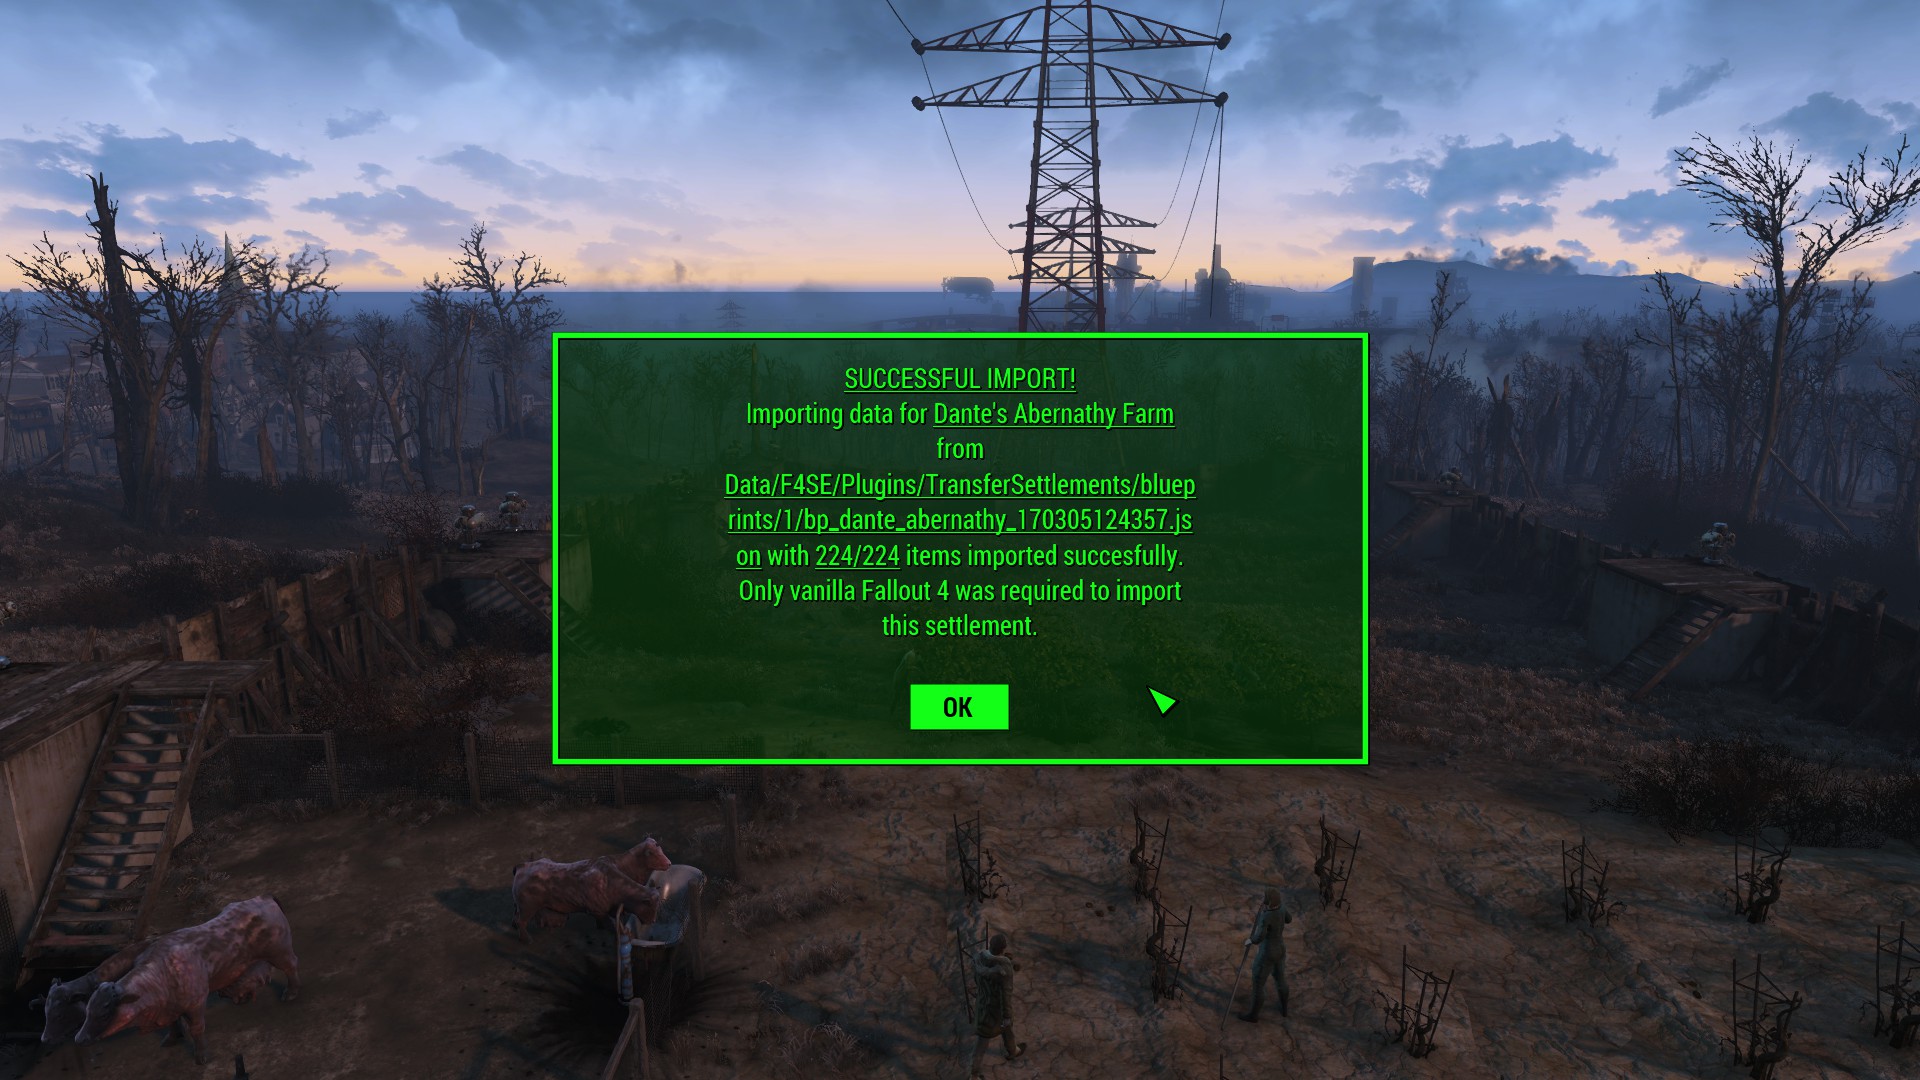 SUCCESSFUL IMPORT!
Importing data for Dante's Abernathy Farm
from
Data/F4SE/Plugins/TransferSettlements/bluep
rints/1/bp_dante_abernathy_170305124357.js
on with 224/224 items imported succesfully.
Only vanilla Fallout 4 was required to import
this settlement.
OK